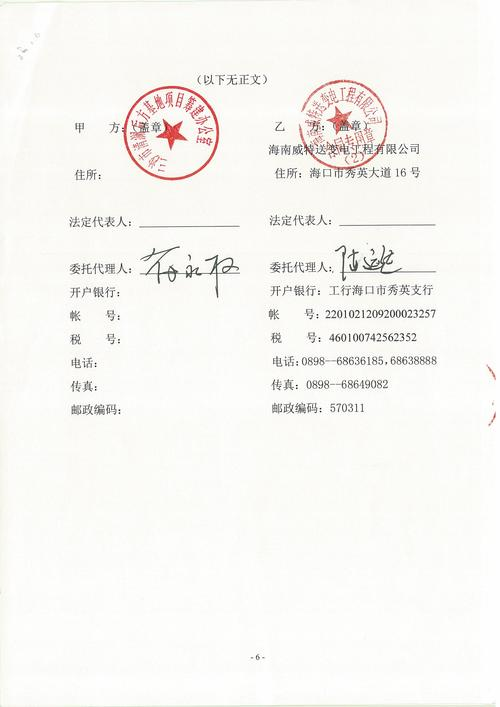 （以下无正文）
甲 方：（盖章）
乙 方：（盖章）
海南威特送变电工程有限公司
住所：
住所：海口市秀英大道 16 号
法定代表人：
法定代表人：
委托代理人：
委托代理人：
开户银行：
开户银行：工行海口市秀英支行
帐 号：
帐 号：2201021209200023257
税 号：
税 号：460100742562352
电话：
电话：0898--68636185,68638888
传真：
传真：0898--68649082
邮政编码：
邮政编码：570311
- 6 -